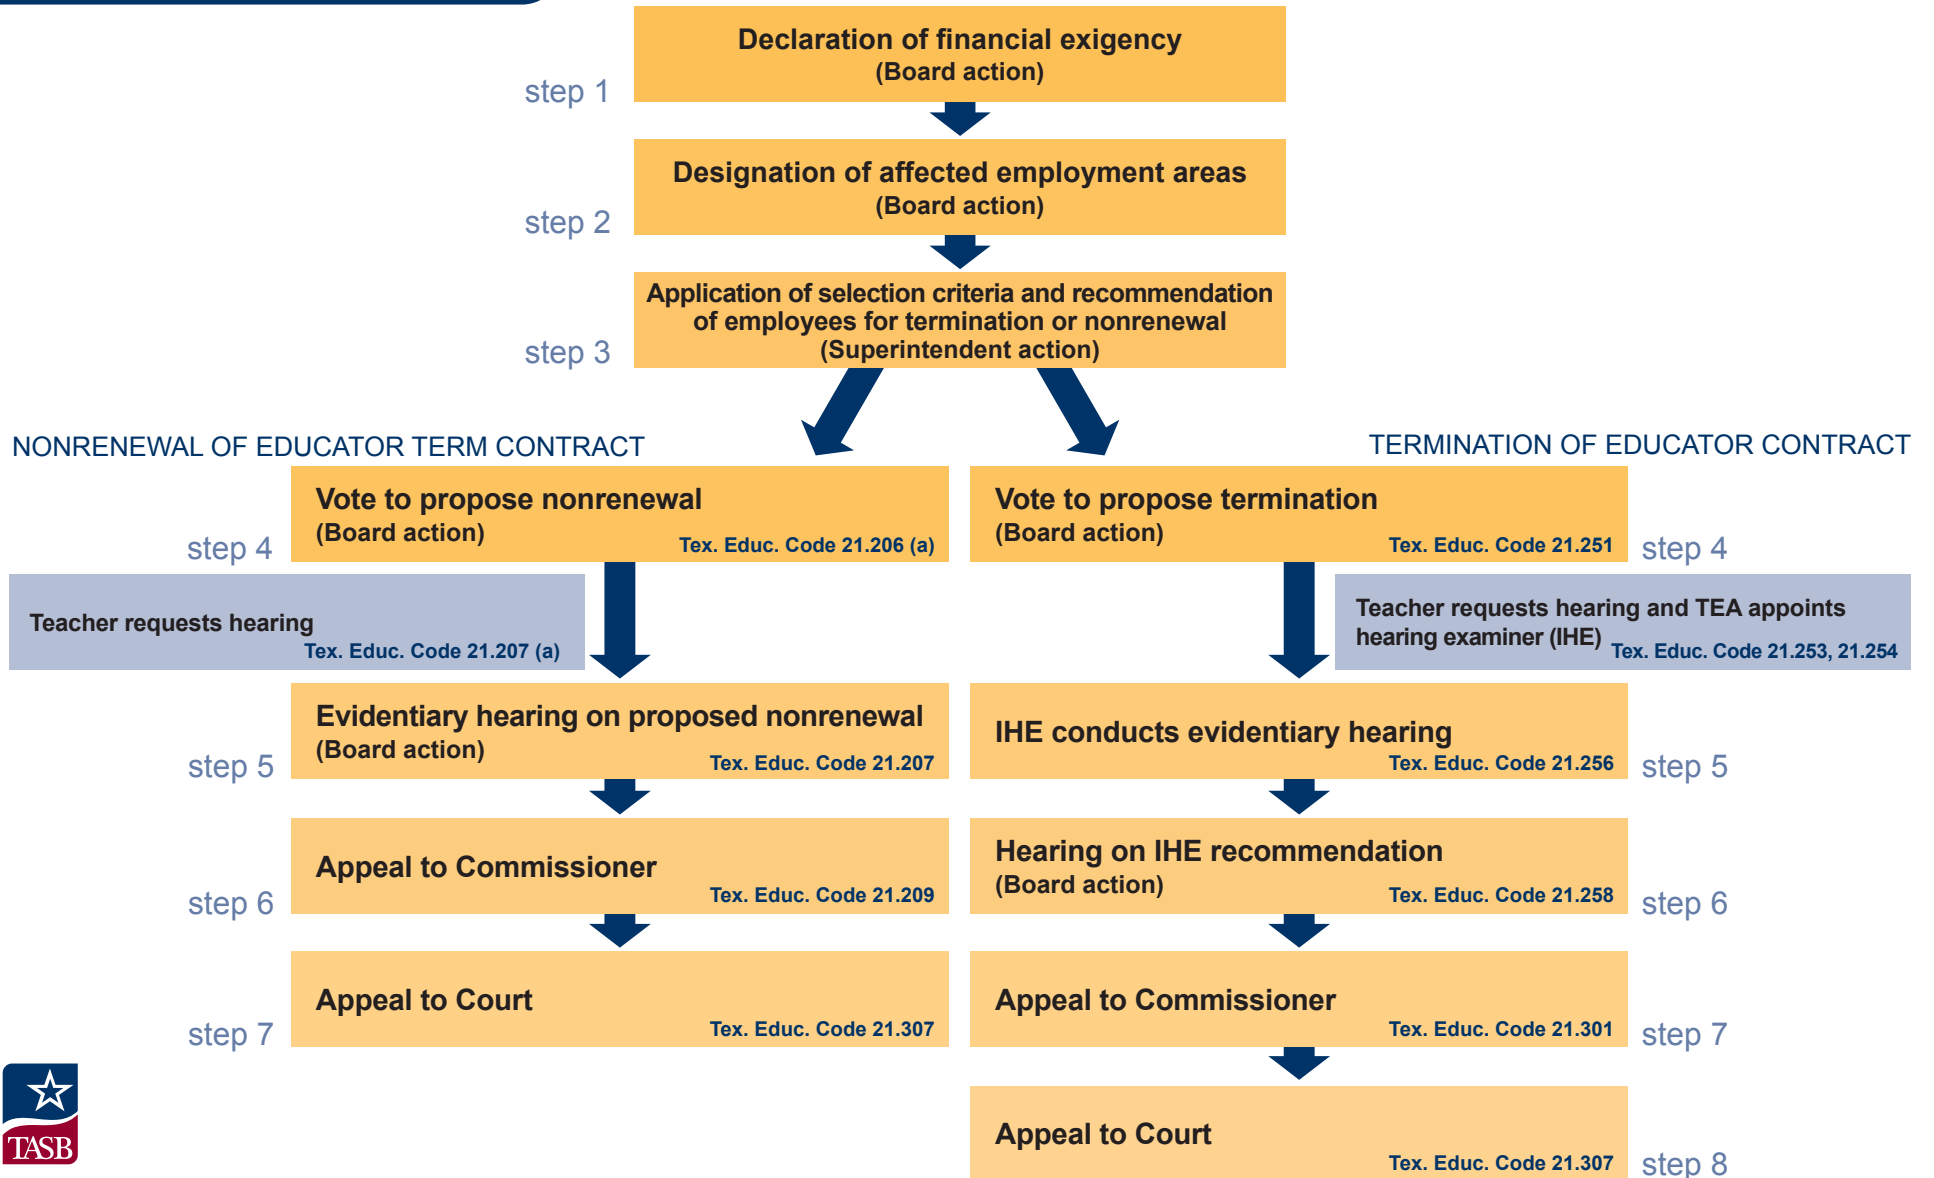 Declaration of financial exigency
(Board action)
step 1
Designation of affected employment areas
(Board action)
step 2
Application of selection criteria and recommendation
of employees for termination or nonrenewal
(Superintendent action)
step 3
NONRENEWAL OF EDUCATOR TERM CONTRACT
Vote to propose nonrenewal
(Board action)
Tex. Educ. Code 21.206 (a)
step 4
Teacher requests hearing
Tex. Educ. Code 21.207 (a)
Evidentiary hearing on proposed nonrenewal
(Board action)
Tex. Educ. Code 21.207
step 5
Appeal to Commissioner
Tex. Educ. Code 21.209
step 6
Appeal to Court
Tex. Educ. Code 21.307
step 7
TERMINATION OF EDUCATOR CONTRACT
Vote to propose termination
(Board action)
Tex. Educ. Code 21.251
step 4
Teacher requests hearing and TEA appoints
hearing examiner (IHE)
Tex. Educ. Code 21.253, 21.254
IHE conducts evidentiary hearing
Tex. Educ. Code 21.256
step 5
Hearing on IHE recommendation
(Board action)
Tex. Educ. Code 21.258
step 6
Appeal to Commissioner
Tex. Educ. Code 21.301
step 7
Appeal to Court
Tex. Educ. Code 21.307
step 8
TASB